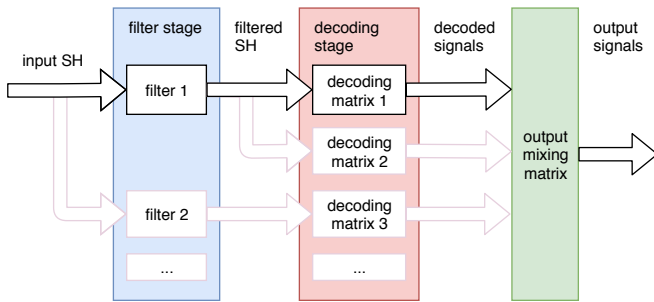 filter stage
filtered
SH
decoding
stage
decoded
signals
output
signals
input SH
filter 1
decoding
matrix 1
decoding
matrix 2
output
mixing
matrix
filter 2
decoding
matrix 3
...
...